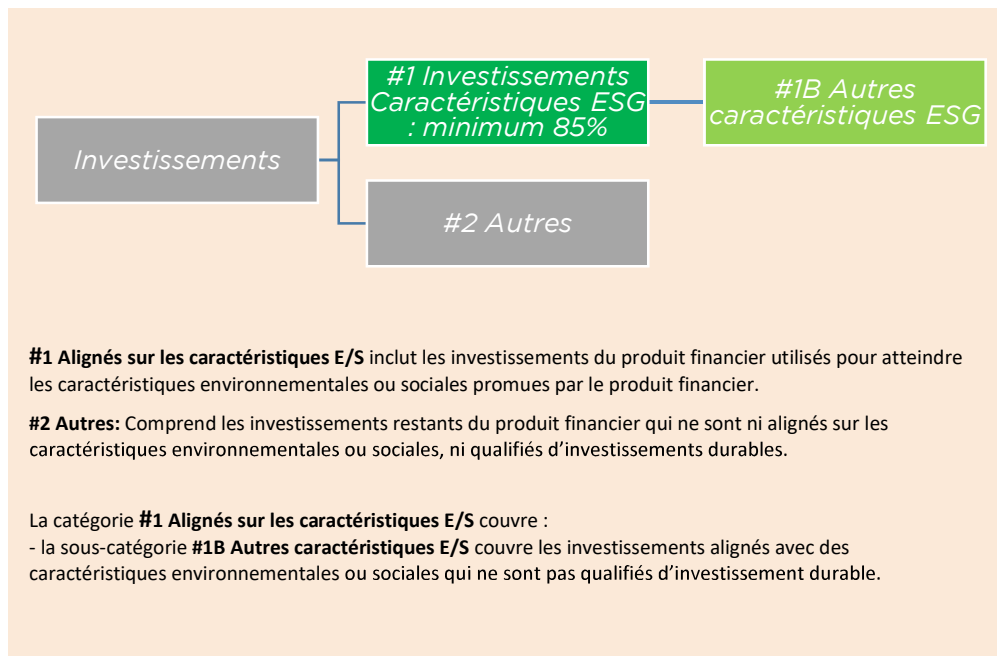 #1 Investissements
Caractéristiques ESG
: minimum 85%
#1B Autres
caractéristiques ESG
Investissements
#2 Autres
#1 Alignés sur les caractéristiques E/S inclut les investissements du produit financier utilisés pour atteindre
les caractéristiques environnementales ou sociales promues par le produit financier.
#2 Autres: Comprend les investissements restants du produit financier qui ne sont ni alignés sur les
caractéristiques environnementales ou sociales, ni qualifiés d’investissements durables.
La catégorie #1 Alignés sur les caractéristiques E/S couvre :
- la sous-catégorie #1B Autres caractéristiques E/S couvre les investissements alignés avec des
caractéristiques environnementales ou sociales qui ne sont pas qualifiés d’investissement durable.